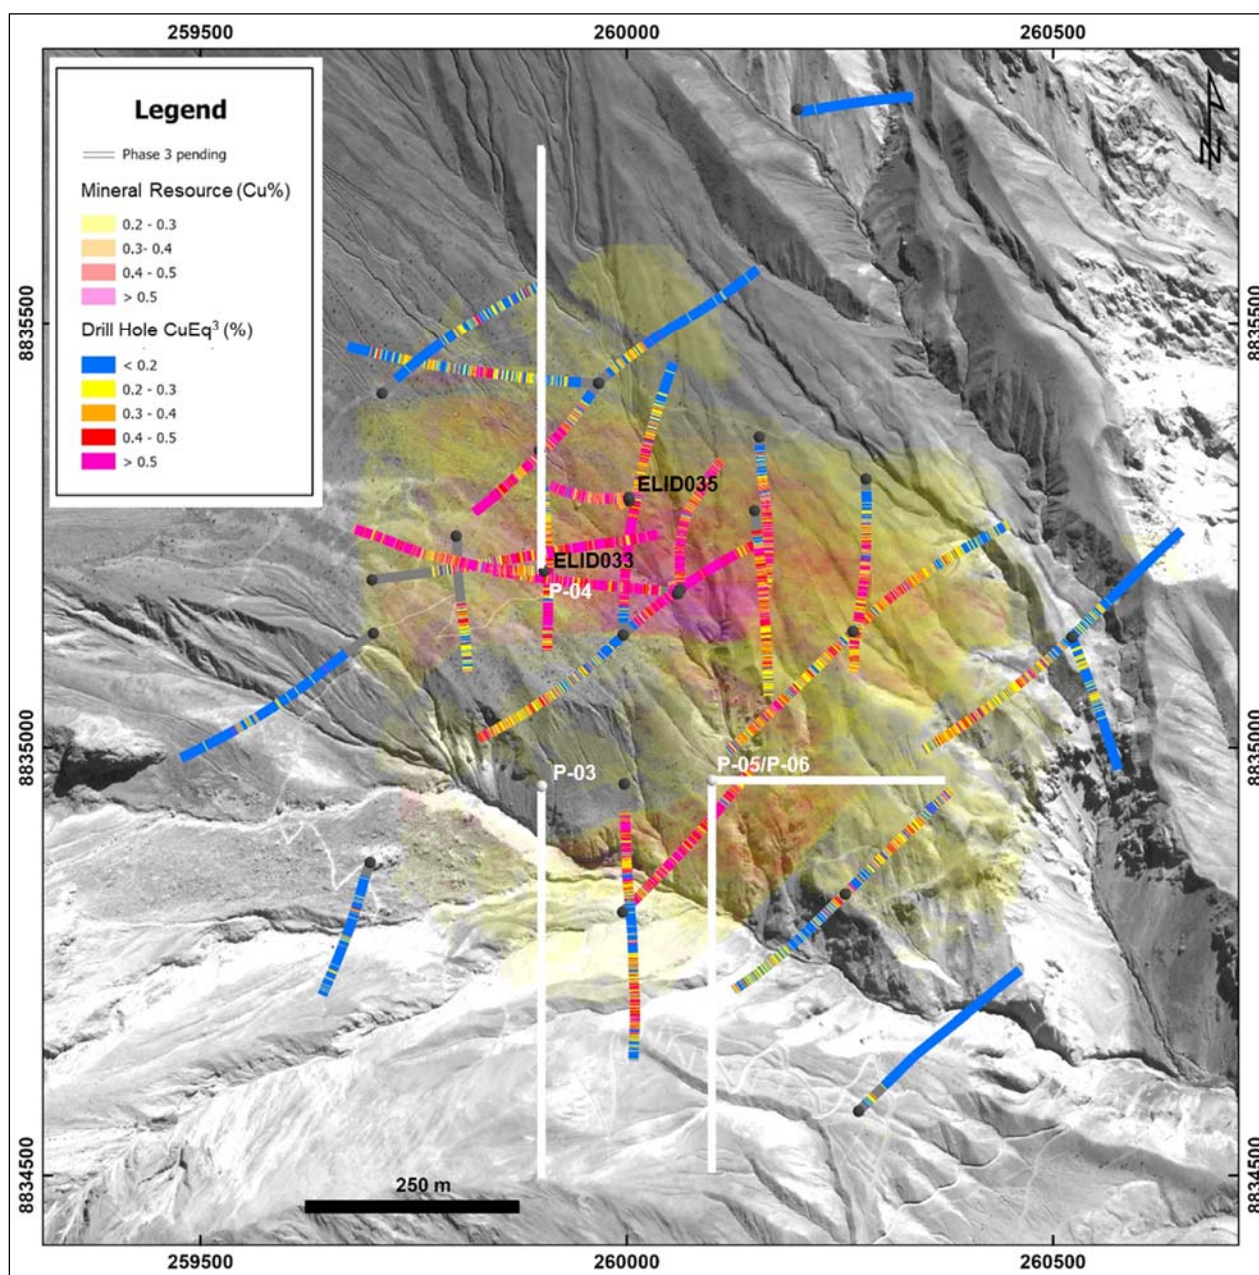 259500 260000 260500
Legend
Phase 3 pending
Mineral Resource (Cu%)
0.2 - 0.3
0.3- 0.4
0.4 - 0.5
> 0.5
Drill Hole CuEq³ (%)
< 0.2
0.2 - 0.3
0.3 - 0.4
0.4 - 0.5
> 0.5
N
8835500 8835500
ELID035
ELID033
P-04
8835000 8835000
P-03
P-05/P-06
8834500 8834500
250 m
259500 260000 260500